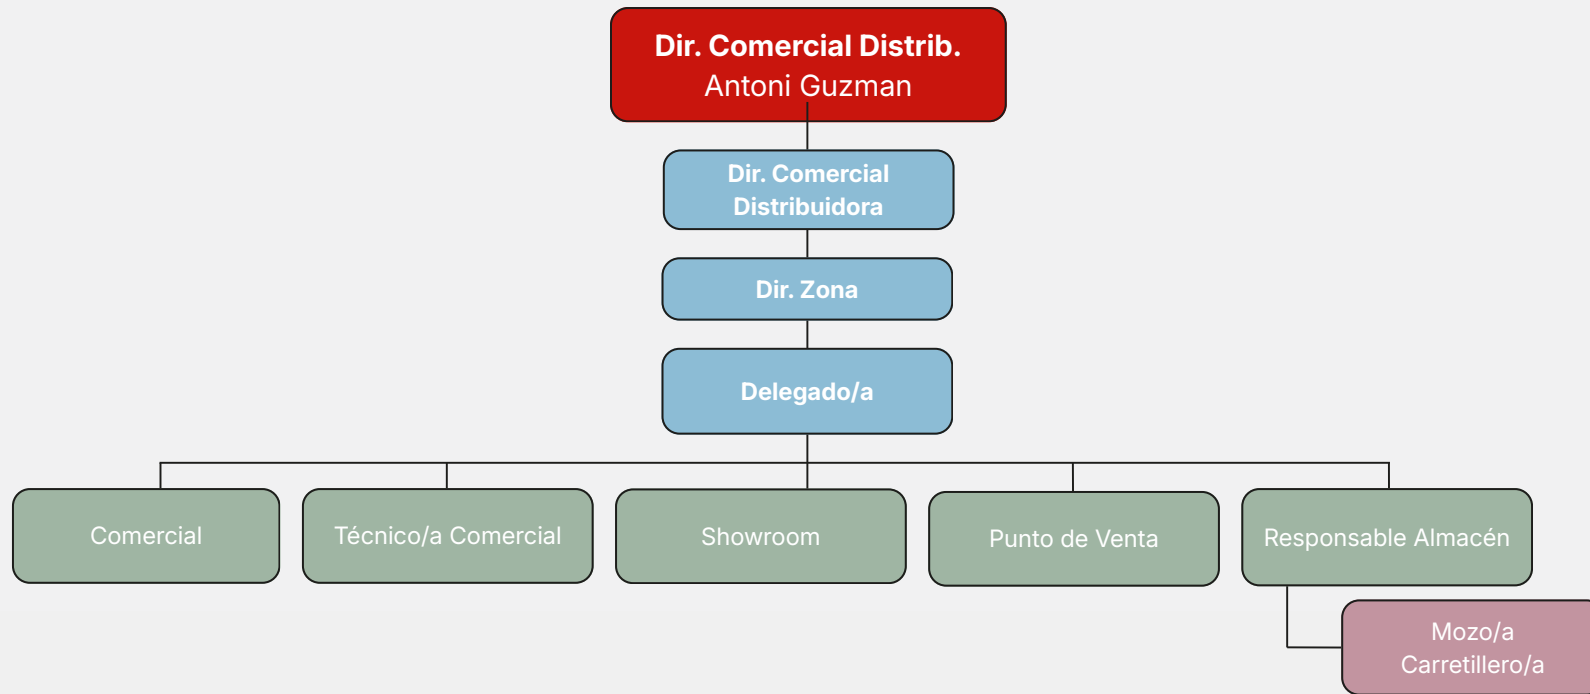 Dir. Comercial Distrib.
Antoni Guzman
Dir. Comercial
Distribuidora
Dir. Zona
Delegado/a
Comercial
Técnico/a Comercial
Showroom
Punto de Venta
Responsable Almacén
Mozo/a
Carretillero/a